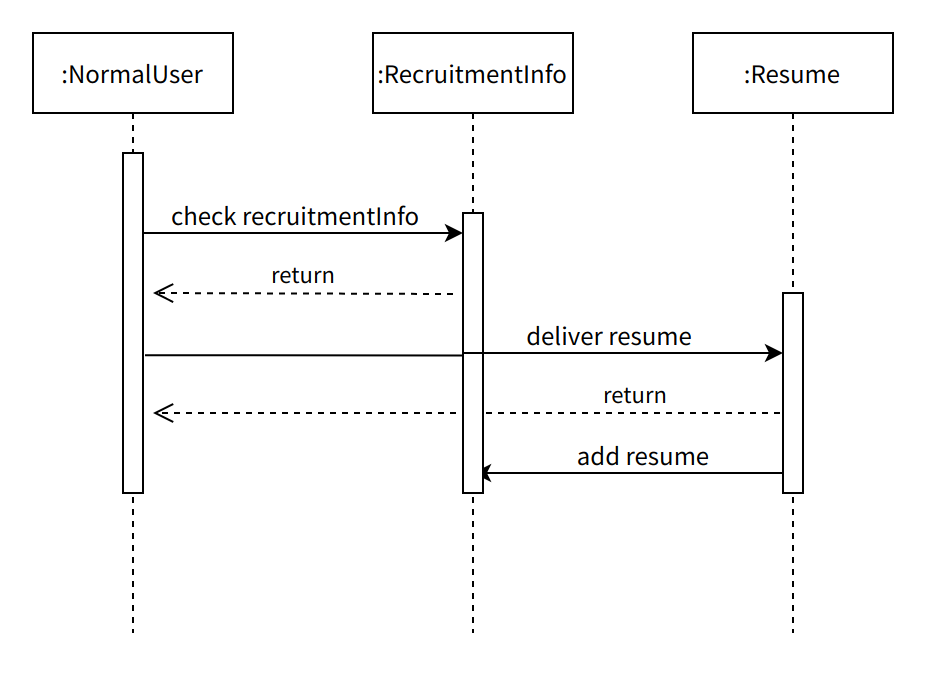 :NormalUser
:RecruitmentInfo
:Resume
check recruitmentInfo
return
deliver resume
return
add resume